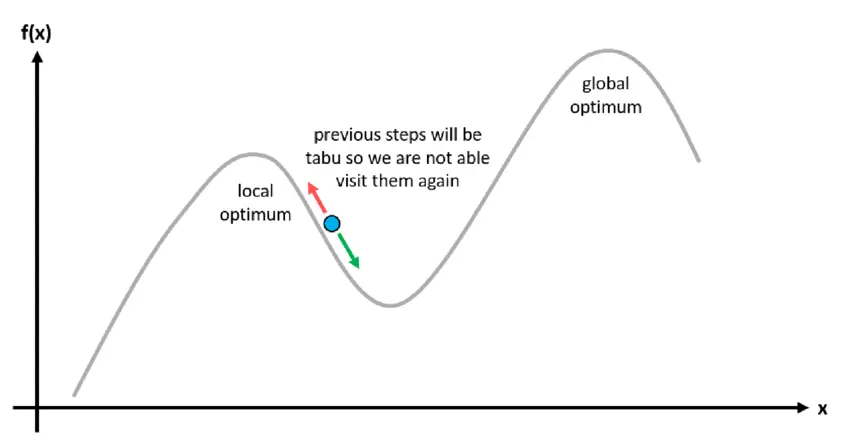 f(x)
global
optimum
previous steps will be
tabu so we are not able
visit them again
local
optimum
x